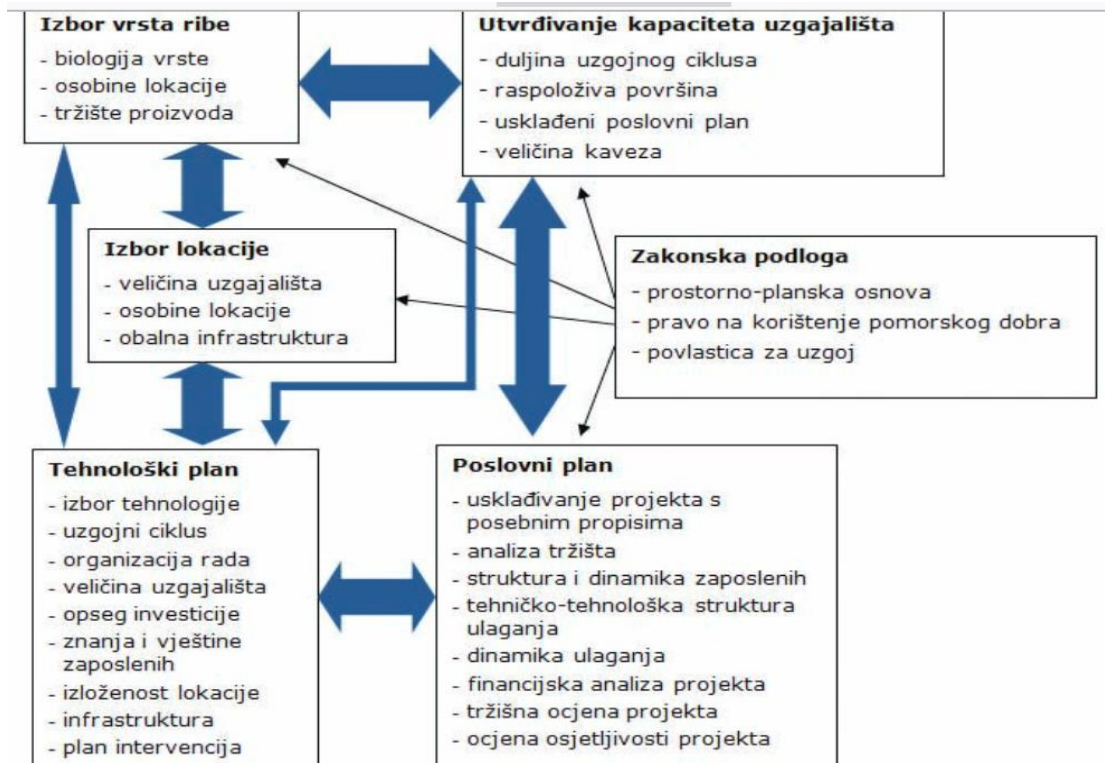 Izbor vrsta ribe
- biologija vrste
- osobine lokacije
- tržište proizvoda
Utvrđivanje kapaciteta uzgajališta
- duljina uzgojnog ciklusa
- raspoloživa površina
- usklađeni poslovni plan
- veličina kaveza
Izbor lokacije
- veličina uzgajališta
- osobine lokacije
- obalna infrastruktura
Zakonska podloga
- prostorno-planska osnova
- pravo na korištenje pomorskog dobra
- povlastica za uzgoj
Tehnološki plan
- izbor tehnologije
- uzgojni ciklus
- organizacija rada
- veličina uzgajališta
- opseg investicije
- znanja i vještine
zaposlenih
- izloženost lokacije
- infrastruktura
- plan intervencija
Poslovni plan
- usklađivanje projekta s
posebnim propisima
- analiza tržišta
- struktura i dinamika zaposlenih
- tehničko-tehnološka struktura
ulaganja
- dinamika ulaganja
- financijska analiza projekta
- tržišna ocjena projekta
- ocjena osjetljivosti projekta